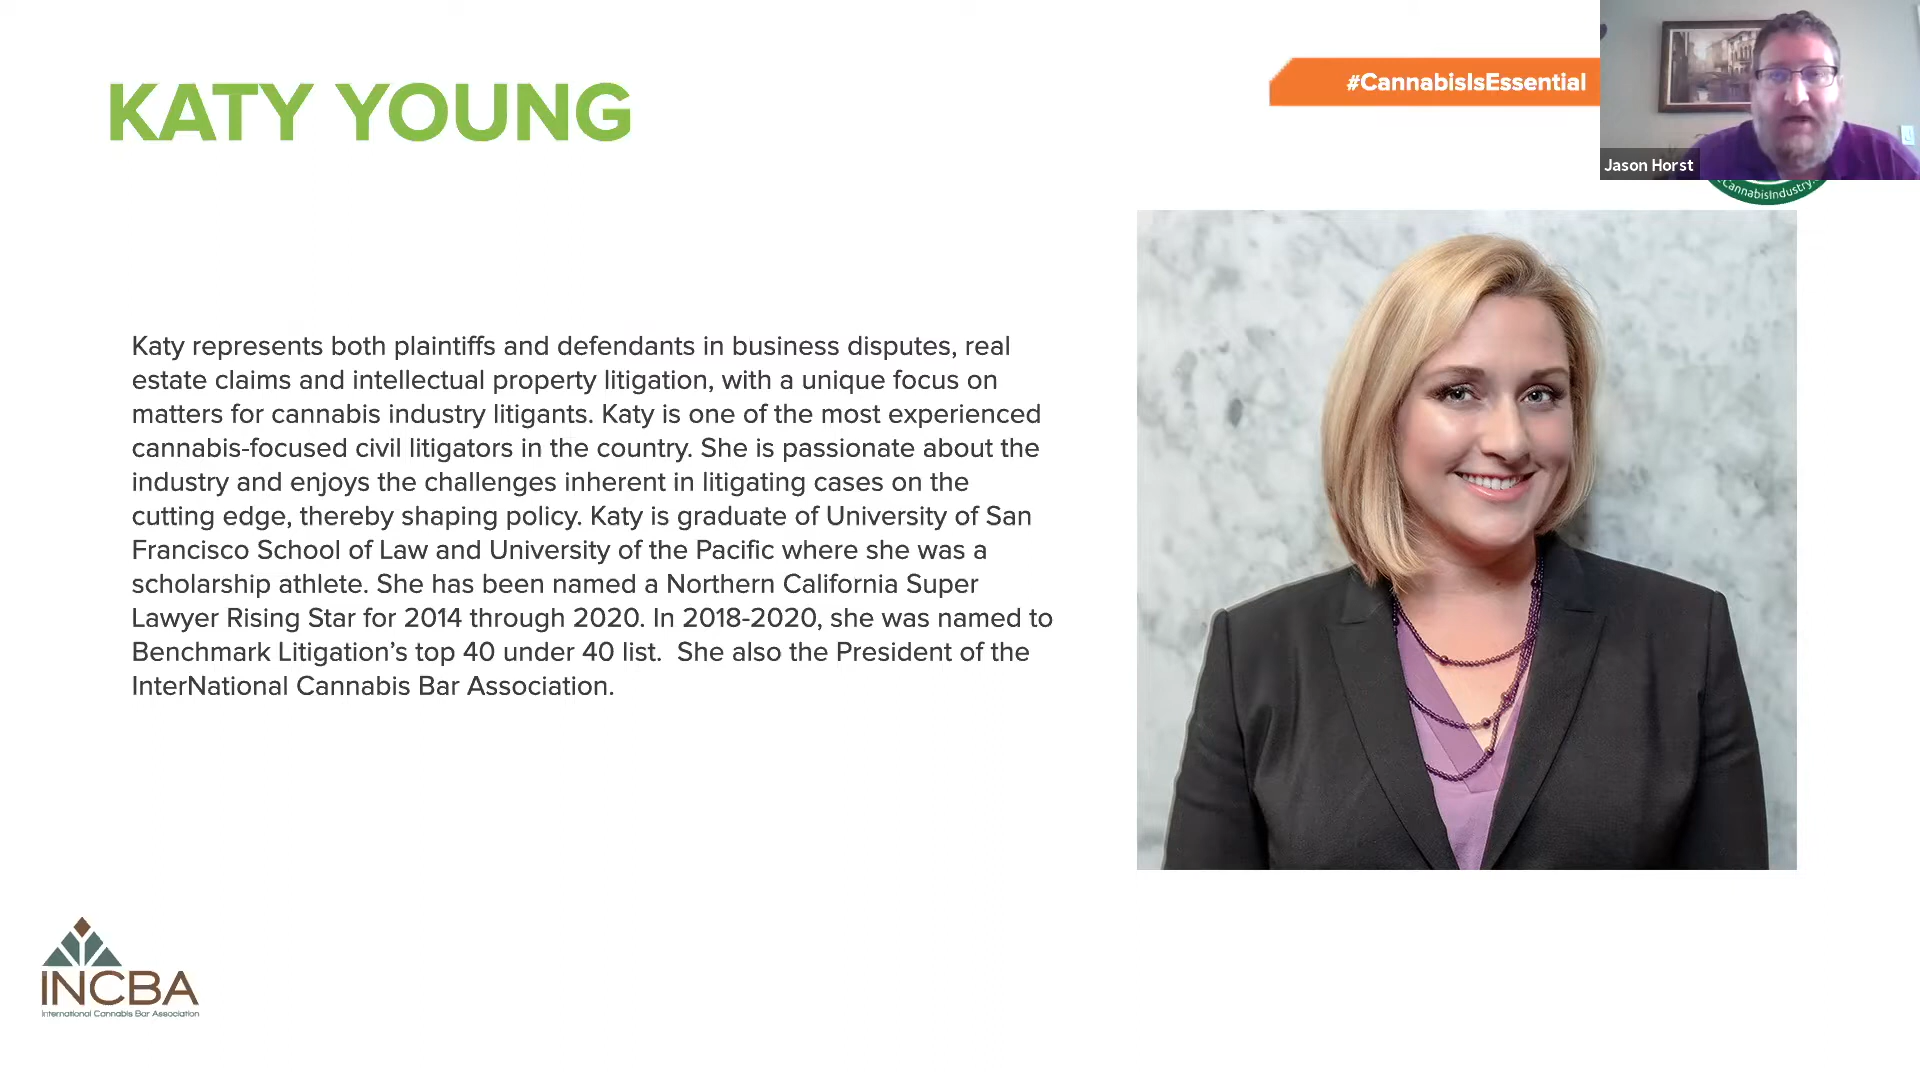 KATY YOUNG
#CannabisIsEssential
Jason Horst
CannabisIndustry
Katy represents both plaintiffs and defendants in business disputes, real
estate claims and intellectual property litigation, with a unique focus on
matters for cannabis industry litigants. Katy is one of the most experienced
cannabis-focused civil litigators in the country. She is passionate about the
industry and enjoys the challenges inherent in litigating cases on the
cutting edge, thereby shaping policy. Katy is graduate of University of San
Francisco School of Law and University of the Pacific where she was a
scholarship athlete. She has been named a Northern California Super
Lawyer Rising Star for 2014 through 2020. In 2018-2020, she was named to
Benchmark Litigation’s top 40 under 40 list.  She also the President of the
InterNational Cannabis Bar Association.
INCBA
International Cannabis Bar Association